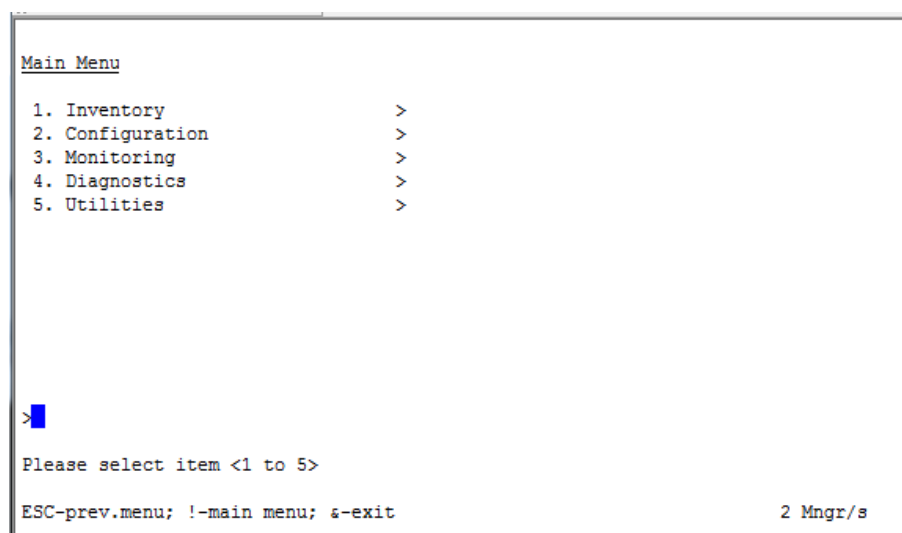 Main Menu
1. Inventory >
2. Configuration >
3. Monitoring >
4. Diagnostics >
5. Utilities >
>
Please select item <1 to 5>
ESC-prev.menu; !-main menu; &-exit 2 Mngr/s